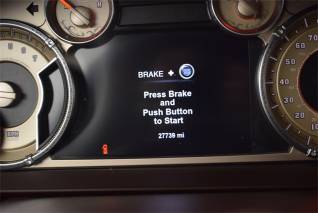 BRAKE +
Press Brake
and
Push Button
to Start
27739 mi